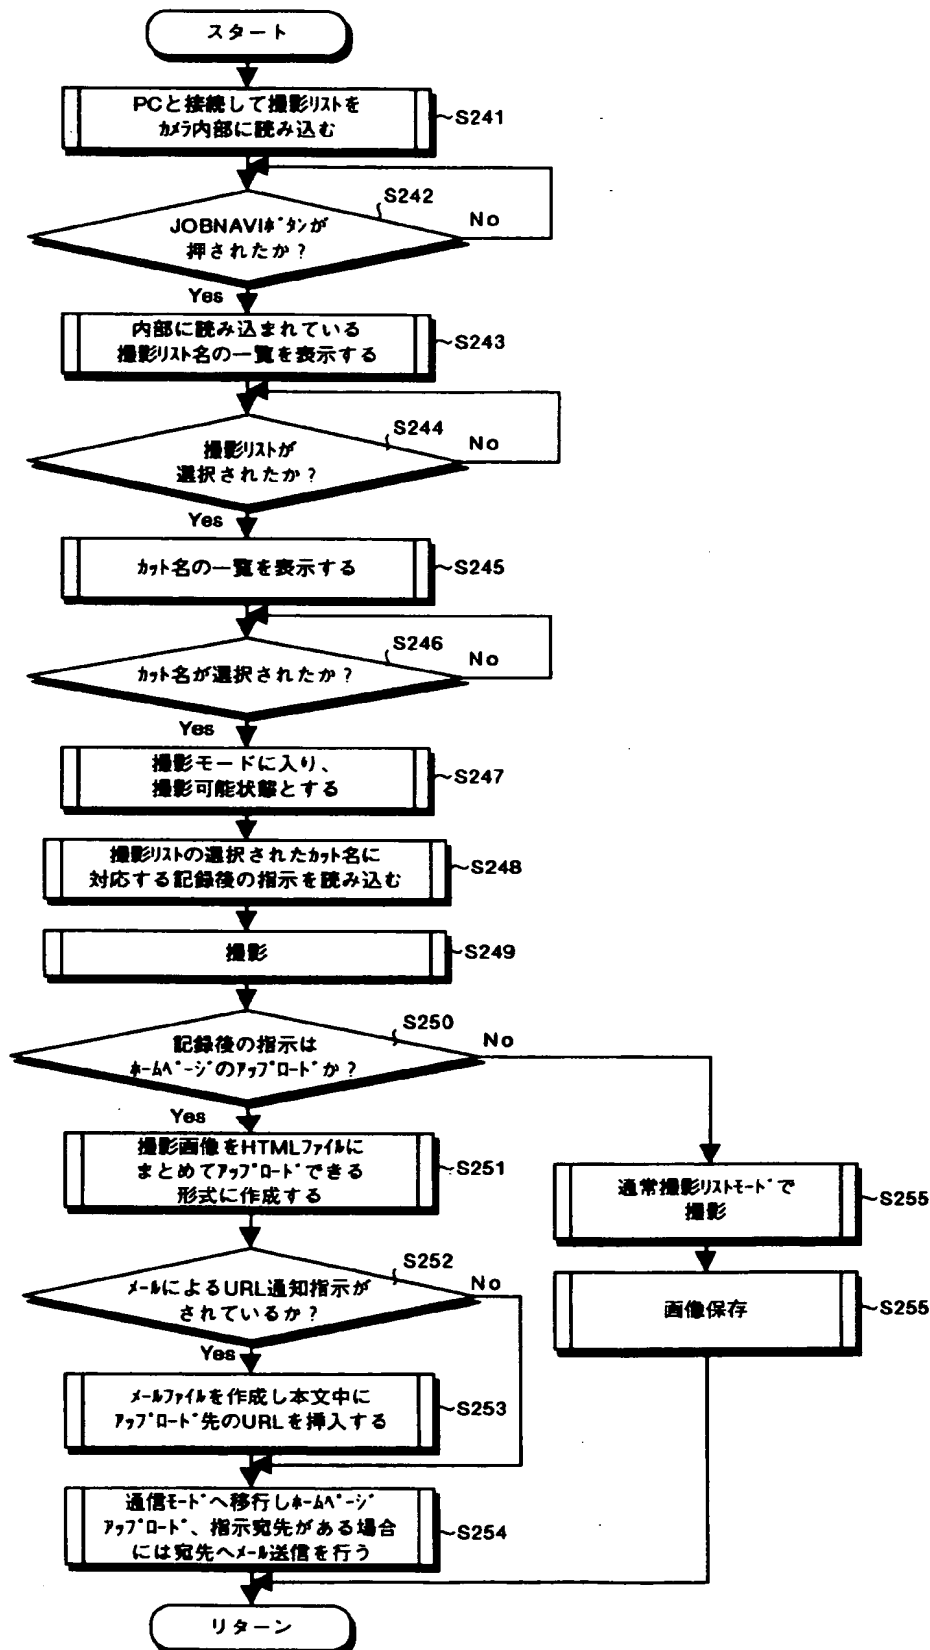 スタート
PCと接続して撮影リストを
カメラ内部に読み込む
S241
S242
JOBNAVIボタンが
押されたか?
No
Yes
内部に読み込まれている
撮影リスト名の一覧を表示する
S243
S244
撮影リストが
選択されたか?
No
Yes
カット名の一覧を表示する
S245
S246
カット名が選択されたか?
No
Yes
撮影モードに入り、
撮影可能状態とする
S247
撮影リストの選択されたカット名に
対応する記録後の指示を読み込む
S248
撮影
S249
S250
記録後の指示は
ホームページのアップロードか?
No
Yes
撮影画像をHTMLファイルに
まとめてアップロードできる
形式に作成する
S251
通常撮影リストモードで
撮影
S255
S252
メールによるURL通知指示が
されているか?
No
Yes
画像保存
S255
メールファイルを作成し本文中に
アップロード先のURLを挿入する
S253
通信モードへ移行しホームページ
アップロード、指示宛先がある場合
には宛先へメール送信を行う
S254
リターン